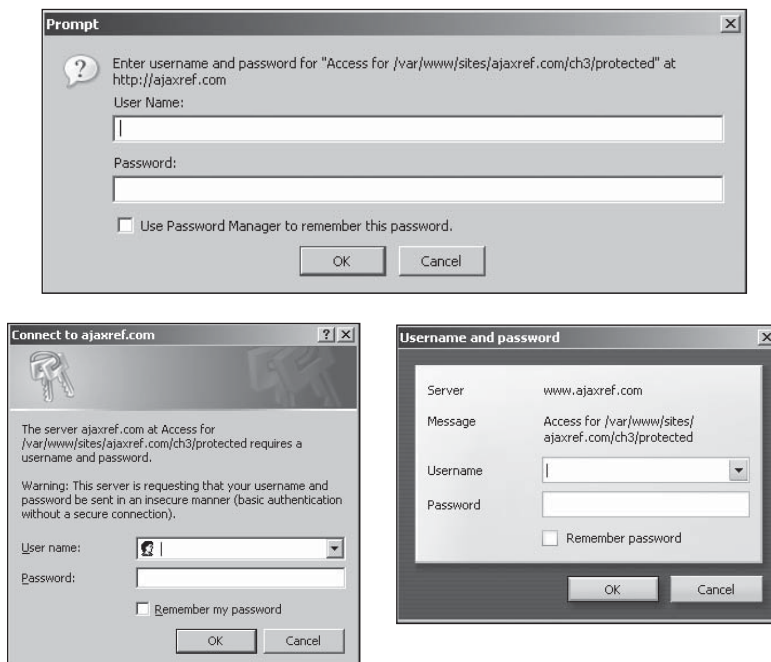 Prompt
Enter username and password for "Access for /var/www/sites/ajaxref.com/ch3/protected" at
http://ajaxref.com
User Name:
Password:
Use Password Manager to remember this password.
OK
Cancel
Connect to ajaxref.com
The server ajaxref.com at Access for
/var/www/sites/ajaxref.com/ch3/protected requires a
username and password.
Warning: This server is requesting that your username and
password be sent in an insecure manner (basic authentication
without a secure connection).
User name:
Password:
Remember my password
OK
Cancel
Username and password
Server www.ajaxref.com
Message Access for /var/www/sites/
ajaxref.com/ch3/protected
Username
Password
Remember password
OK
Cancel